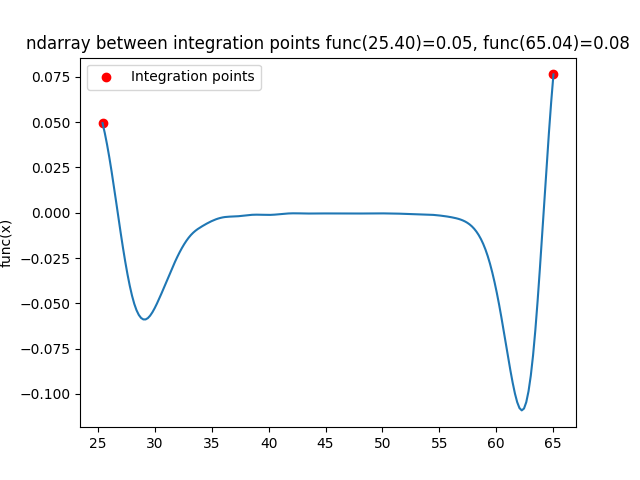 ndarray between integration points func(25.40)=0.05, func(65.04)=0.08
Integration points
0.075
0.050
0.025
0.000
−0.025
−0.050
−0.075
−0.100
func(x)
25 30 35 40 45 50 55 60 65